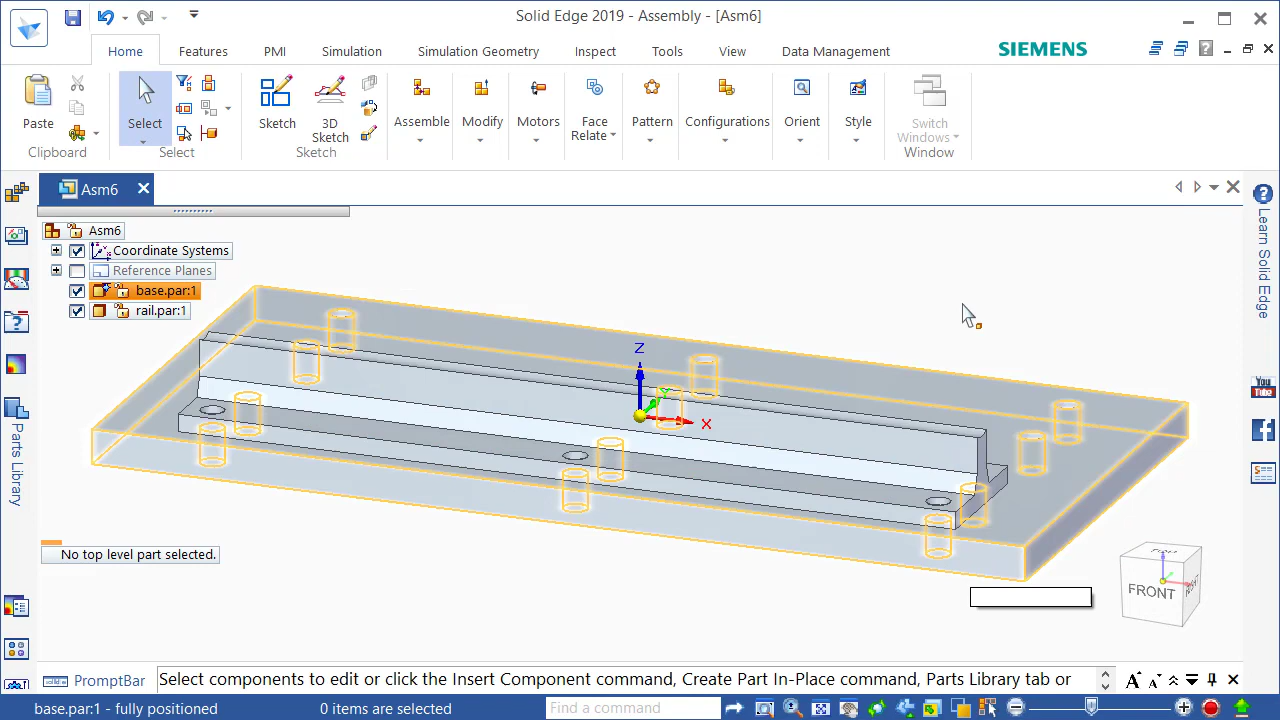 Solid Edge 2019 - Assembly - [Asm6]
Home
Features
PMI
Simulation
Simulation Geometry
Inspect
Tools
View
Data Management
SIEMENS
Paste
Select
Sketch
3D
Sketch
Assemble
Modify
Motors
Face
Relate
Pattern
Configurations
Orient
Style
Switch
Windows
Clipboard
Select
Sketch
Window
Asm6
Asm6
Coordinate Systems
Reference Planes
base.par:1
rail.par:1
Z
Y
X
No top level part selected.
FRONT
Parts Library
Learn Solid Edge
You
Tube
PromptBar
Select components to edit or click the Insert Component command, Create Part In-Place command, Parts Library tab or
base.par:1 - fully positioned
0 items are selected
Find a command